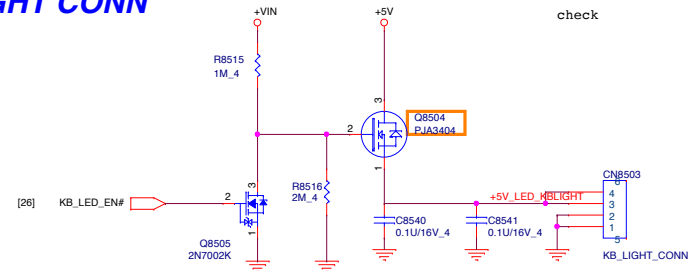 GHT CONN
+VIN
+5V
check
R8515
1M_4
3
Q8504
PJA3404
2
1
R8516
2M_4
3
[26]
KB_LED_EN#
2
1
Q8505
2N7002K
C8540
0.1U/16V_4
C8541
0.1U/16V_4
+5V_LED_KBLIGHT
CN8503
6
4
3
2
1
5
KB_LIGHT_CONN